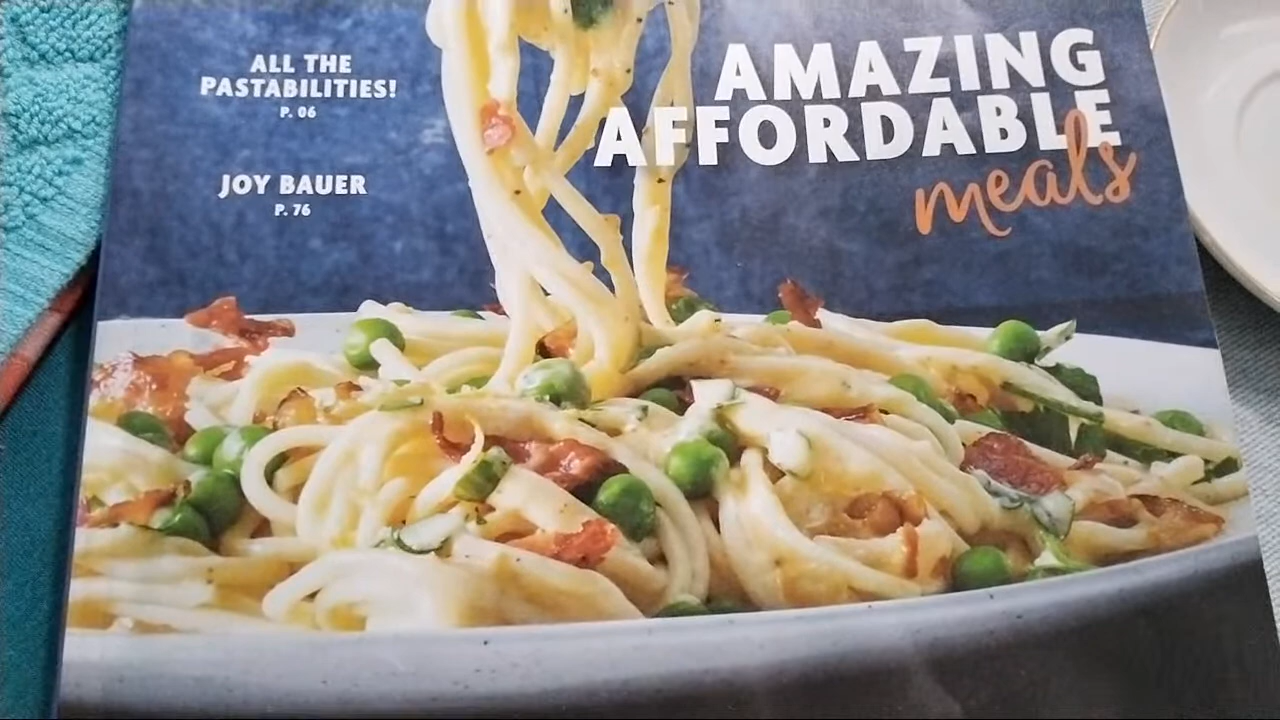 ALL THE
PASTABILITIES!
P. 06
JOY BAUER
P. 76
AMAZING
AFFORDABLE
meals